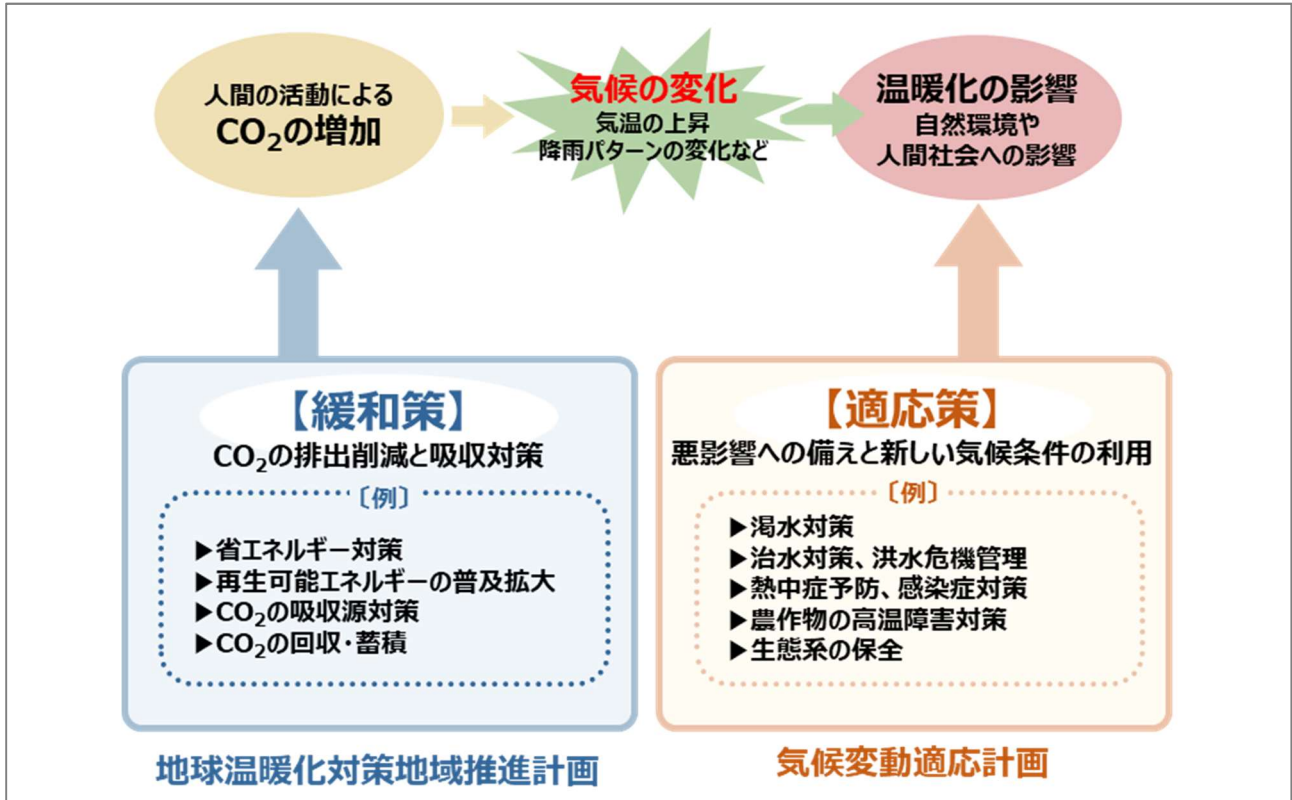 人間の活動による
CO₂の増加
気候の変化
気温の上昇
降雨パターンの変化など
温暖化の影響
自然環境や
人間社会への影響
【緩和策】
CO₂の排出削減と吸収対策
〔例〕
▶省エネルギー対策
▶再生可能エネルギーの普及拡大
▶CO₂の吸収源対策
▶CO₂の回収・蓄積
地球温暖化対策地域推進計画
【適応策】
悪影響への備えと新しい気候条件の利用
〔例〕
▶渇水対策
▶治水対策、洪水危機管理
▶熱中症予防、感染症対策
▶農作物の高温障害対策
▶生態系の保全
気候変動適応計画